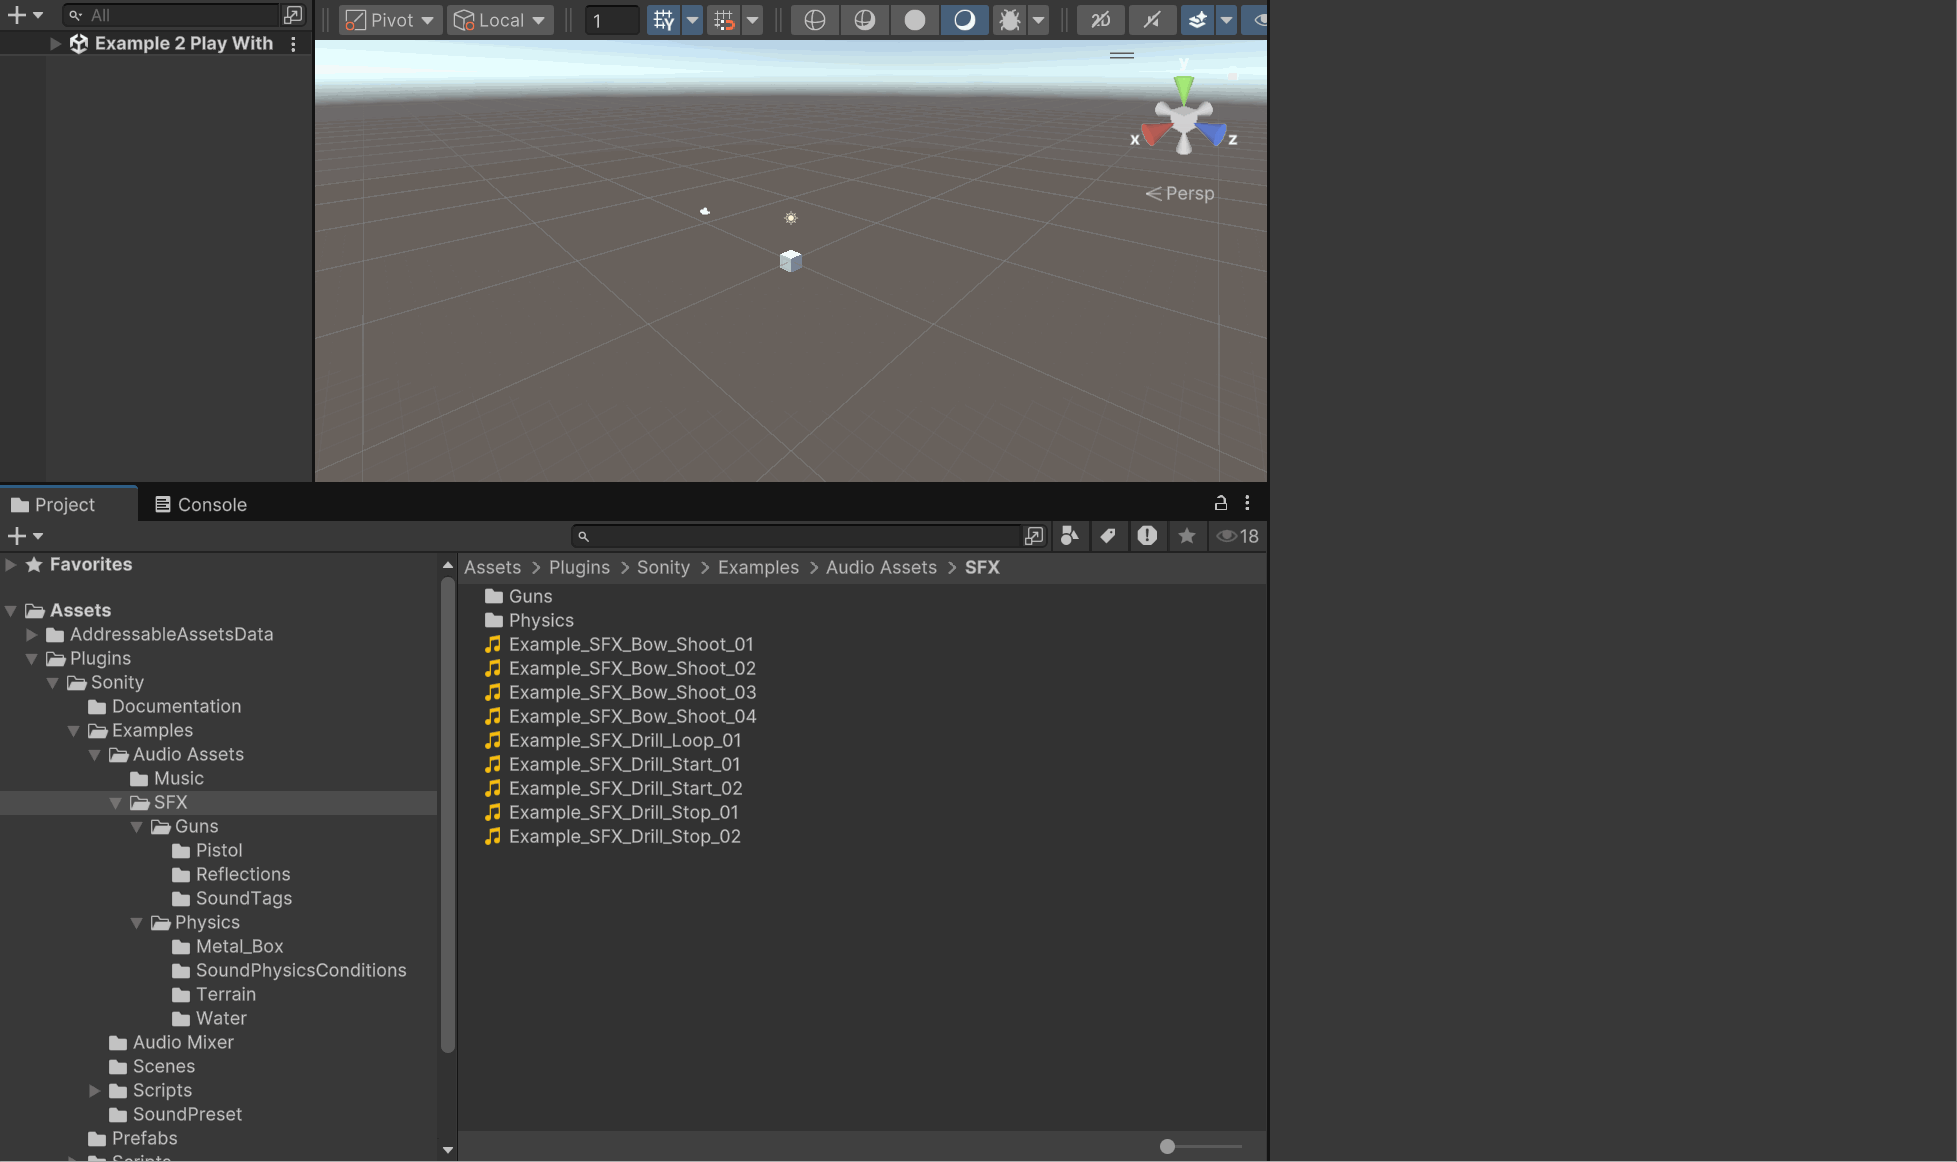 All
Pivot
Local
1
2D
Example 2 Play With
y
x
z
Persp
Project
Console
18
Favorites
Assets > Plugins > Sonity > Examples > Audio Assets > SFX
Assets
AddressableAssetsData
Plugins
Sonity
Documentation
Examples
Audio Assets
Music
SFX
Guns
Pistol
Reflections
SoundTags
Physics
Metal_Box
SoundPhysicsConditions
Terrain
Water
Audio Mixer
Scenes
Scripts
SoundPreset
Prefabs
Scripts
Guns
Physics
Example_SFX_Bow_Shoot_01
Example_SFX_Bow_Shoot_02
Example_SFX_Bow_Shoot_03
Example_SFX_Bow_Shoot_04
Example_SFX_Drill_Loop_01
Example_SFX_Drill_Start_01
Example_SFX_Drill_Start_02
Example_SFX_Drill_Stop_01
Example_SFX_Drill_Stop_02